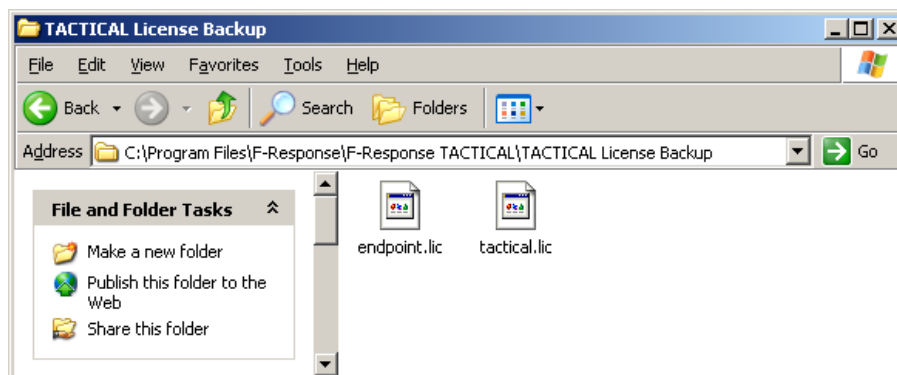 TACTICAL License Backup
File Edit View Favorites Tools Help
Back Search Folders
Address C:\Program Files\F-Response\F-Response TACTICAL\TACTICAL License Backup Go
File and Folder Tasks
Make a new folder
Publish this folder to the
Web
Share this folder
endpoint.lic tactical.lic